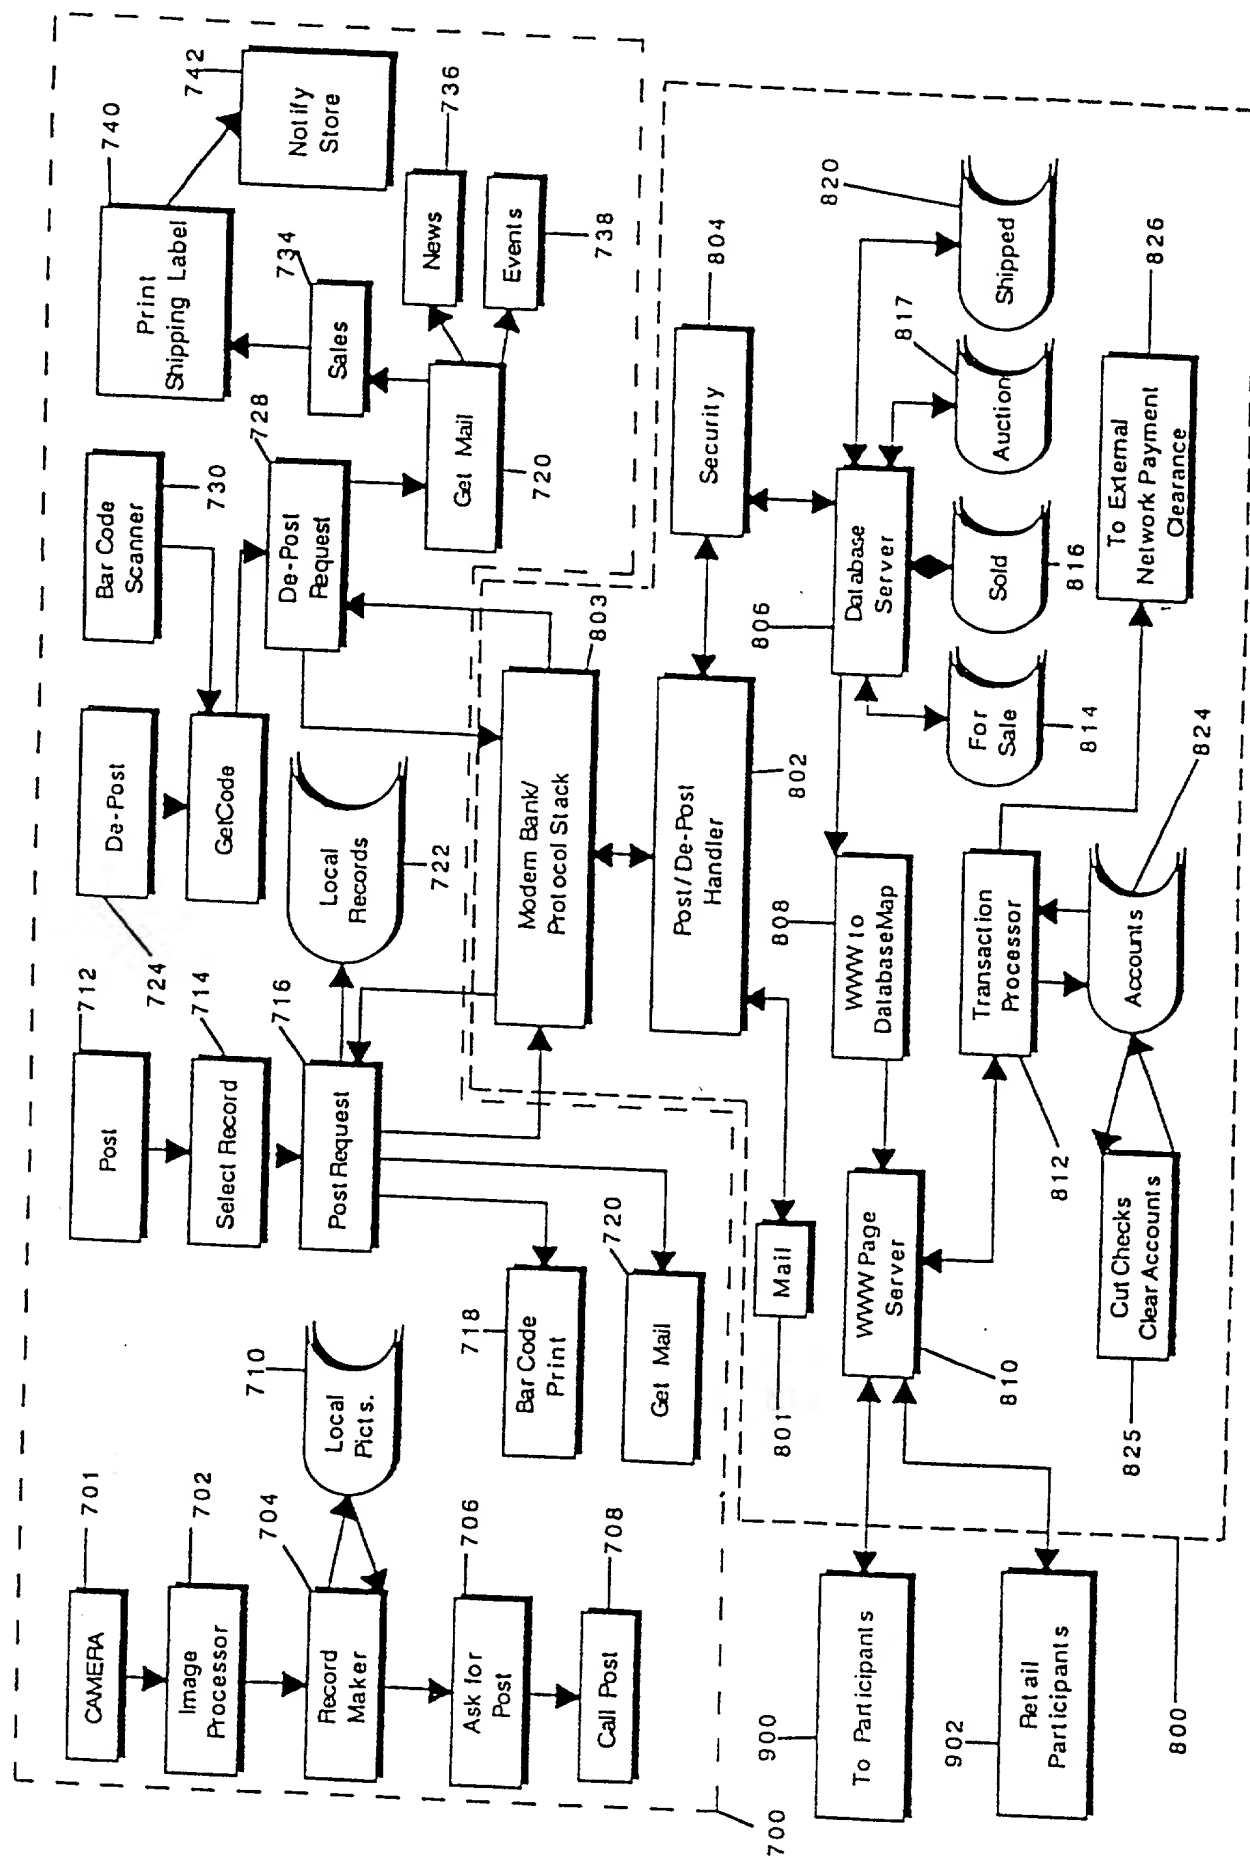 CAMERA
701
Image
Processor
702
Record
Maker
704
Ask for
Post
706
Call Post
708
Local
Picts.
710
Post
712
Select Record
714
Post Request
716
Bar Code
Print
718
Get Mail
720
Local
Records
722
De-Post
724
GetCode
Bar Code
Scanner
730
De-Post
Request
728
Get Mail
720
Sales
734
News
736
Events
738
Print
Shipping Label
740
Notify
Store
742
700
Modem Bank/
Protocol Stack
803
Post/De-Post
Handler
802
Mail
801
Security
804
Database
Server
806
WWW to
DatabaseMap
808
WWW Page
Server
810
Transaction
Processor
812
For
Sale
814
Sold
816
Auction
817
Shipped
820
Accounts
824
Cut Checks
Clear Accounts
825
To External
Network Payment
Clearance
826
To Participants
900
Retail
Participants
902
800